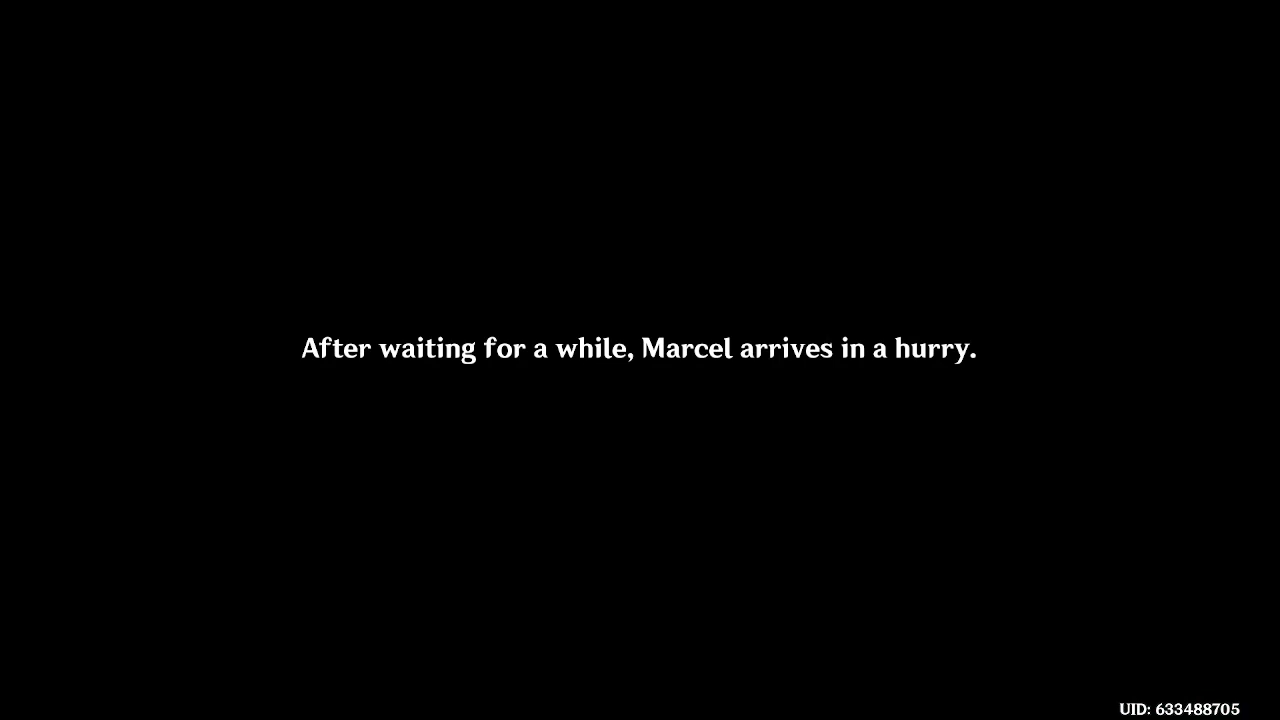 After waiting for a while, Marcel arrives in a hurry.
UID: 633488705